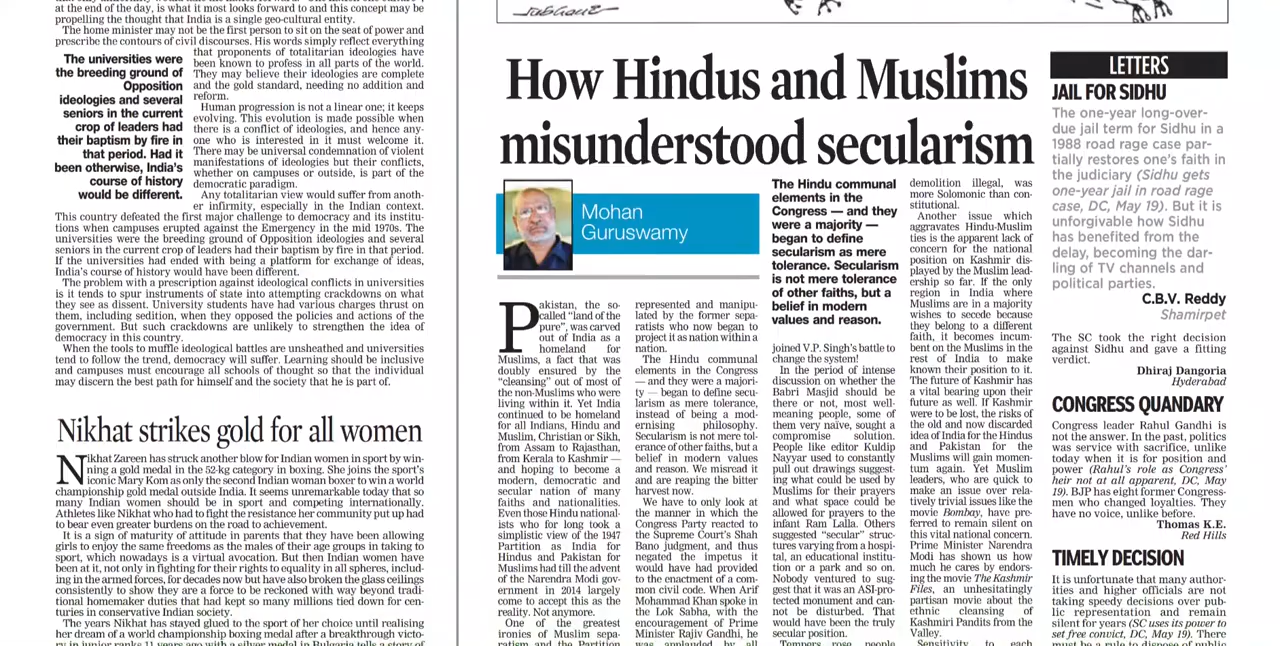 at the end of the day, is what it most looks forward to and this concept may be
propelling the thought that India is a single geo-cultural entity.
The home minister may not be the first person to sit on the seat of power and
prescribe the contours of civil discourses. His words simply reflect everything
that proponents of totalitarian ideologies have
been known to profess in all parts of the world.
They may believe their ideologies are complete
and the gold standard, needing no addition and
reform.
Human progression is not a linear one; it keeps
evolving. This evolution is made possible when
there is a conflict of ideologies, and hence any-
one who is interested in it must welcome it.
There may be universal condemnation of violent
manifestations of ideologies but their conflicts,
whether on campuses or outside, is part of the
democratic paradigm.
Any totalitarian view would suffer from anoth-
er infirmity, especially in the Indian context.
The universities were
the breeding ground of
Opposition
ideologies and several
seniors in the current
crop of leaders had
their baptism by fire in
that period. Had it
been otherwise, India's
course of history
would be different.
This country defeated the first major challenge to democracy and its institu-
tions when campuses erupted against the Emergency in the mid 1970s. The
universities were the breeding ground of Opposition ideologies and several
seniors in the current crop of leaders had their baptism by fire in that period.
If the universities had ended with being a platform for exchange of ideas,
India's course of history would have been different.
The problem with a prescription against ideological conflicts in universities
is it tends to spur instruments of state into attempting crackdowns on what
they see as dissent. University students have had various charges thrust on
them, including sedition, when they opposed the policies and actions of the
government. But such crackdowns are unlikely to strengthen the idea of
democracy in this country.
When the tools to muffle ideological battles are unsheathed and universities
tend to follow the trend, democracy will suffer. Learning should be inclusive
and campuses must encourage all schools of thought so that the individual
may discern the best path for himself and the society that he is part of.
Nikhat strikes gold for all women
Nikhat Zareen has struck another blow for Indian women in sport by win-
ning a gold medal in the 52-kg category in boxing. She joins the sport's
iconic Mary Kom as only the second Indian woman boxer to win a world
championship gold medal outside India. It seems unremarkable today that so
many Indian women should be in sport and competing internationally.
Athletes like Nikhat who had to fight the resistance her community put up had
to bear even greater burdens on the road to achievement.
It is a sign of maturity of attitude in parents that they have been allowing
girls to enjoy the same freedoms as the males of their age groups in taking to
sport, which nowadays is a virtual avocation. But then Indian women have
been at it, not only in fighting for their rights to equality in all spheres, includ-
ing in the armed forces, for decades now but have also broken the glass ceilings
consistently to show they are a force to be reckoned with way beyond tradi-
tional homemaker duties that had kept so many millions tied down for cen-
turies in conservative Indian society.
The years Nikhat has stayed glued to the sport of her choice until realising
her dream of a world championship boxing medal after a breakthrough victo-
ry in junior ranks 11 years ago with a silver medal in Bulgaria tells a story of
How Hindus and Muslims
misunderstood secularism
Mohan
Guruswamy
Pakistan, the so-
called "land of the
pure", was carved
out of India as a
homeland for
Muslims, a fact that was
doubly ensured by the
"cleansing" out of most of
the non-Muslims who were
living within it. Yet India
continued to be homeland
for all Indians, Hindu and
Muslim, Christian or Sikh,
from Assam to Rajasthan,
from Kerala to Kashmir —
and hoping to become a
modern, democratic and
secular nation of many
faiths and nationalities.
Even those Hindu national-
ists who for long took a
simplistic view of the 1947
Partition as India for
Hindus and Pakistan for
Muslims had till the advent
of the Narendra Modi gov-
ernment in 2014 largely
come to accept this as the
reality. Not anymore.
One of the greatest
ironies of Muslim sepa-
ratism and the Partition
represented and manipu-
lated by the former sepa-
ratists who now began to
project it as nation within a
nation.
The Hindu communal
elements in the Congress
— and they were a majori-
ty — began to define secu-
larism as mere tolerance,
instead of being a mod-
ernising philosophy.
Secularism is not mere tol-
erance of other faiths, but a
belief in modern values
and reason. We misread it
and are reaping the bitter
harvest now.
We have to only look at
the manner in which the
Congress Party reacted to
the Supreme Court's Shah
Bano judgment, and thus
negated the impetus it
would have had provided
to the enactment of a com-
mon civil code. When Arif
Mohammad Khan spoke in
the Lok Sabha, with the
encouragement of Prime
Minister Rajiv Gandhi, he
was applauded by all
The Hindu communal
elements in the
Congress — and they
were a majority —
began to define
secularism as mere
tolerance. Secularism
is not mere tolerance
of other faiths, but a
belief in modern
values and reason.
joined V.P. Singh's battle to
change the system!
In the period of intense
discussion on whether the
Babri Masjid should be
there or not, most well-
meaning people, some of
them very naïve, sought a
compromise solution.
People like editor Kuldip
Nayyar used to constantly
pull out drawings suggest-
ing what could be used by
Muslims for their prayers
and what space could be
allowed for prayers to the
infant Ram Lalla. Others
suggested "secular" struc-
tures varying from a hospi-
tal, an educational institu-
tion or a park and so on.
Nobody ventured to sug-
gest that it was an ASI-pro-
tected monument and can-
not be disturbed. That
would have been the truly
secular position.
Tempers rose, people
demolition illegal, was
more Solomonic than con-
stitutional.
Another issue which
aggravates Hindu-Muslim
ties is the apparent lack of
concern for the national
position on Kashmir dis-
played by the Muslim lead-
ership so far. If the only
region in India where
Muslims are in a majority
wishes to secede because
they belong to a different
faith, it becomes incum-
bent on the Muslims in the
rest of India to make
known their position to it.
The future of Kashmir has
a vital bearing upon their
future as well. If Kashmir
were to be lost, the risks of
the old and now discarded
idea of India for the Hindus
and Pakistan for the
Muslims will gain momen-
tum again. Yet Muslim
leaders, who are quick to
make an issue over rela-
tively trivial issues like the
movie Bombay, have pre-
ferred to remain silent on
this vital national concern.
Prime Minister Narendra
Modi has shown us how
much he cares by endors-
ing the movie The Kashmir
Files, an unhesitatingly
partisan movie about the
ethnic cleansing of
Kashmiri Pandits from the
Valley.
Sensitivity to each
LETTERS
JAIL FOR SIDHU
The one-year long-over-
due jail term for Sidhu in a
1988 road rage case par-
tially restores one's faith in
the judiciary (Sidhu gets
one-year jail in road rage
case, DC, May 19). But it is
unforgivable how Sidhu
has benefited from the
delay, becoming the dar-
ling of TV channels and
political parties.
C.B.V. Reddy
Shamirpet
The SC took the right decision
against Sidhu and gave a fitting
verdict.
Dhiraj Dangoria
Hyderabad
CONGRESS QUANDARY
Congress leader Rahul Gandhi is
not the answer. In the past, politics
was service with sacrifice, unlike
today when it is for position and
power (Rahul's role as Congress'
heir not at all apparent, DC, May
19). BJP has eight former Congress-
men who changed loyalties. They
have no voice, unlike before.
Thomas K.E.
Red Hills
TIMELY DECISION
It is unfortunate that many author-
ities and higher officials are not
taking speedy decisions over pub-
lic representation and remain
silent for years (SC uses its power to
set free convict, DC, May 19). There
must be a rule to dispose of public